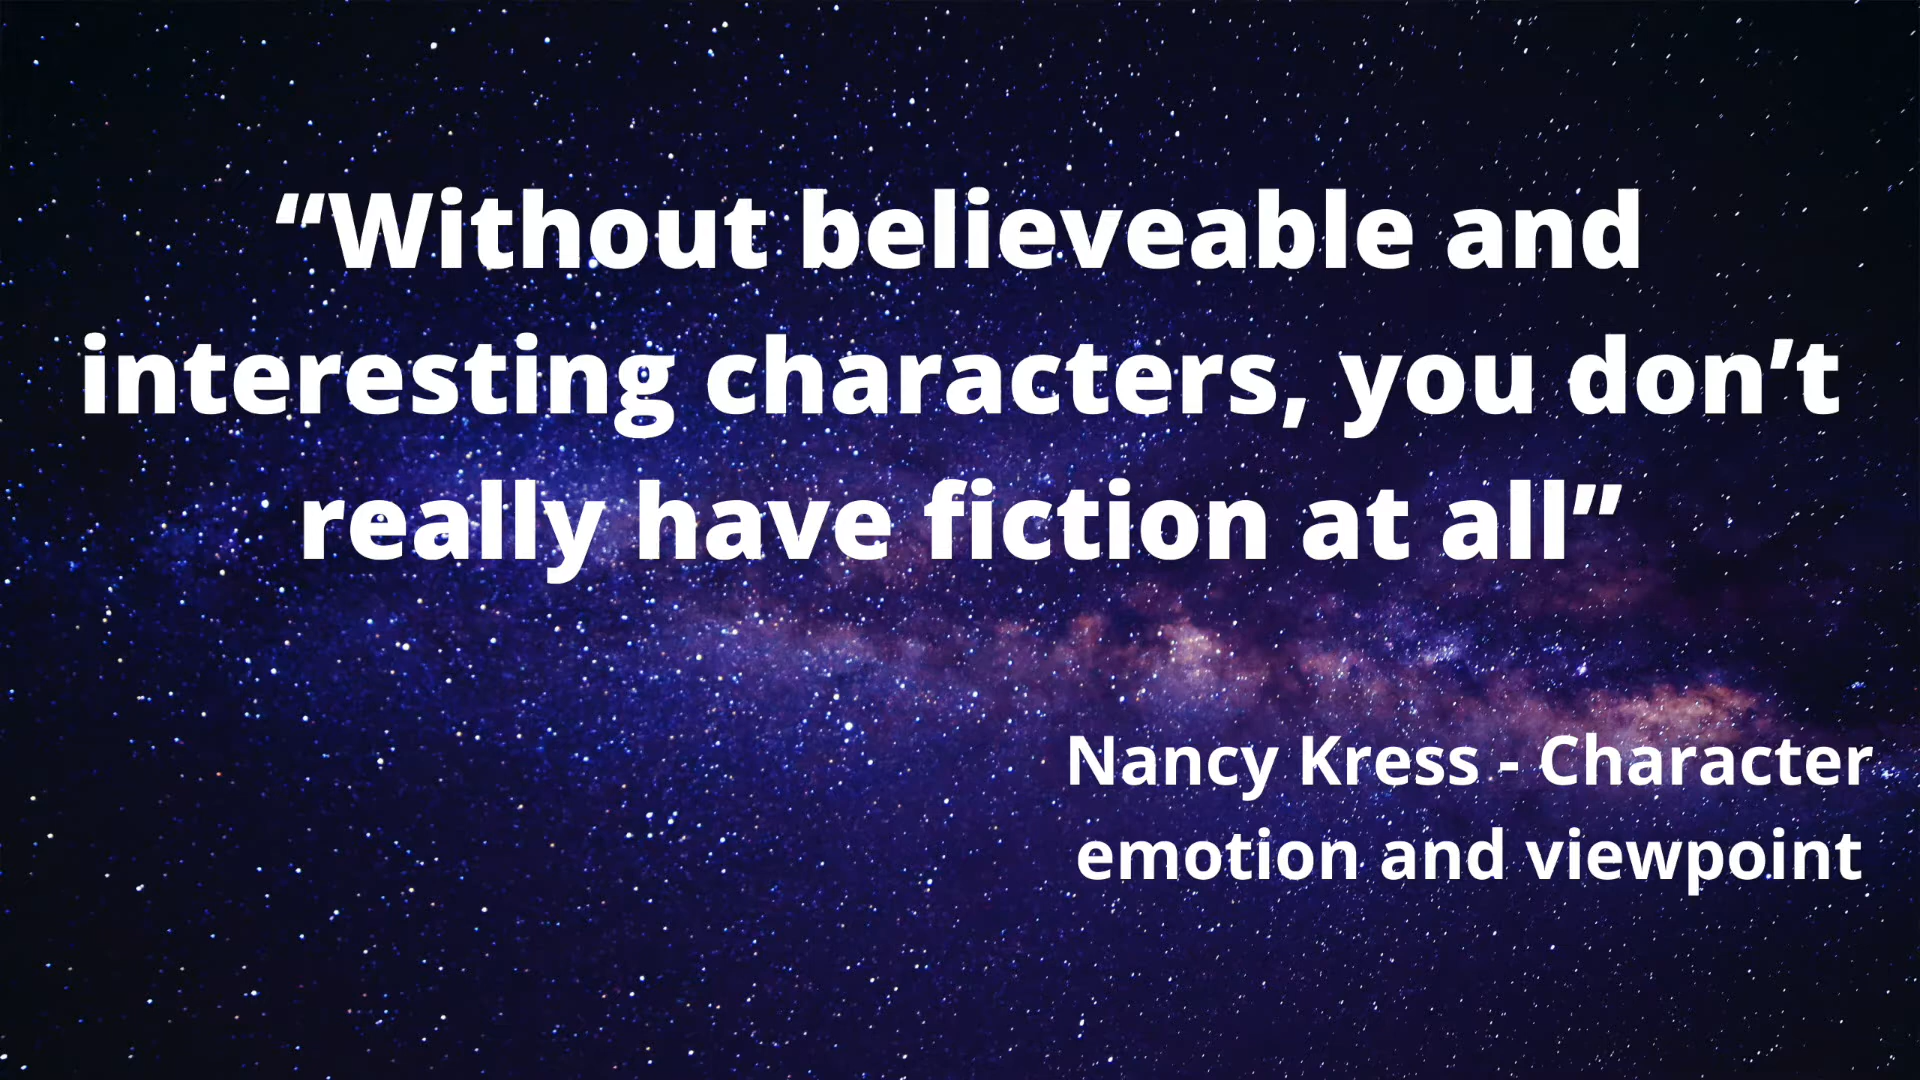 “Without believeable and
interesting characters, you don’t
really have fiction at all”
Nancy Kress - Character
emotion and viewpoint